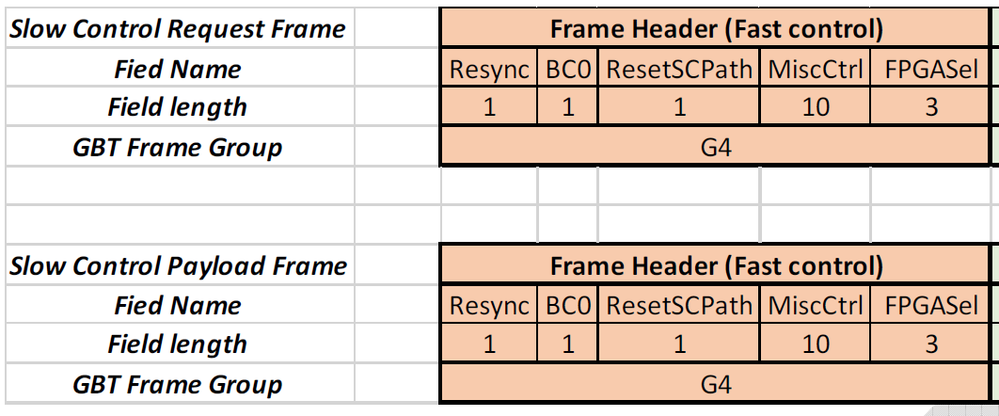 Slow Control Request Frame Frame Header (Fast control)
Fied Name Resync BC0 ResetSCPath MiscCtrl FPGASel
Field length 1 1 1 10 3
GBT Frame Group G4
Slow Control Payload Frame Frame Header (Fast control)
Fied Name Resync BC0 ResetSCPath MiscCtrl FPGASel
Field length 1 1 1 10 3
GBT Frame Group G4